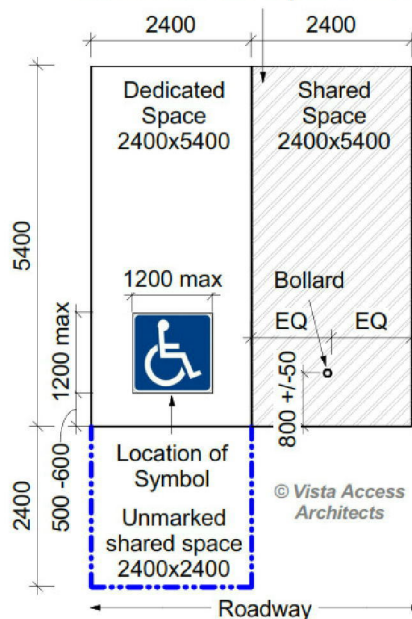 2400
2400
Dedicated
Space
2400x5400
Shared
Space
2400x5400
5400
1200 max
Bollard
EQ
EQ
1200 max
800 +/-50
500 -600
2400
Location of
Symbol
Unmarked
shared space
2400x2400
© Vista Access
Architects
Roadway